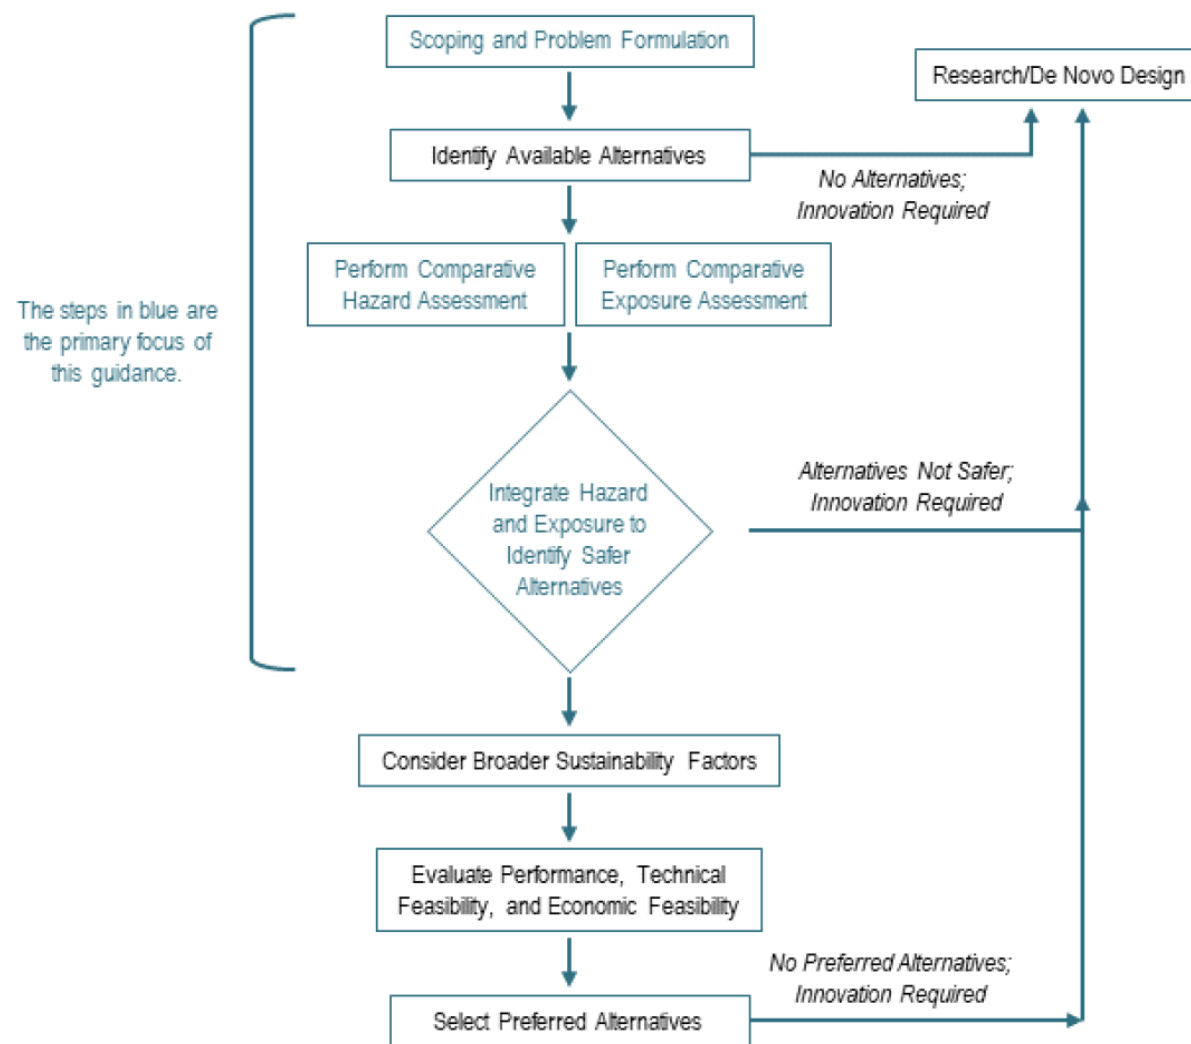 Scoping and Problem Formulation
Research/De Novo Design
Identify Available Alternatives
No Alternatives;
Innovation Required
Perform Comparative
Hazard Assessment
Perform Comparative
Exposure Assessment
The steps in blue are
the primary focus of
this guidance.
Integrate Hazard
and Exposure to
Identify Safer
Alternatives
Alternatives Not Safer;
Innovation Required
Consider Broader Sustainability Factors
Evaluate Performance, Technical
Feasibility, and Economic Feasibility
No Preferred Alternatives;
Innovation Required
Select Preferred Alternatives